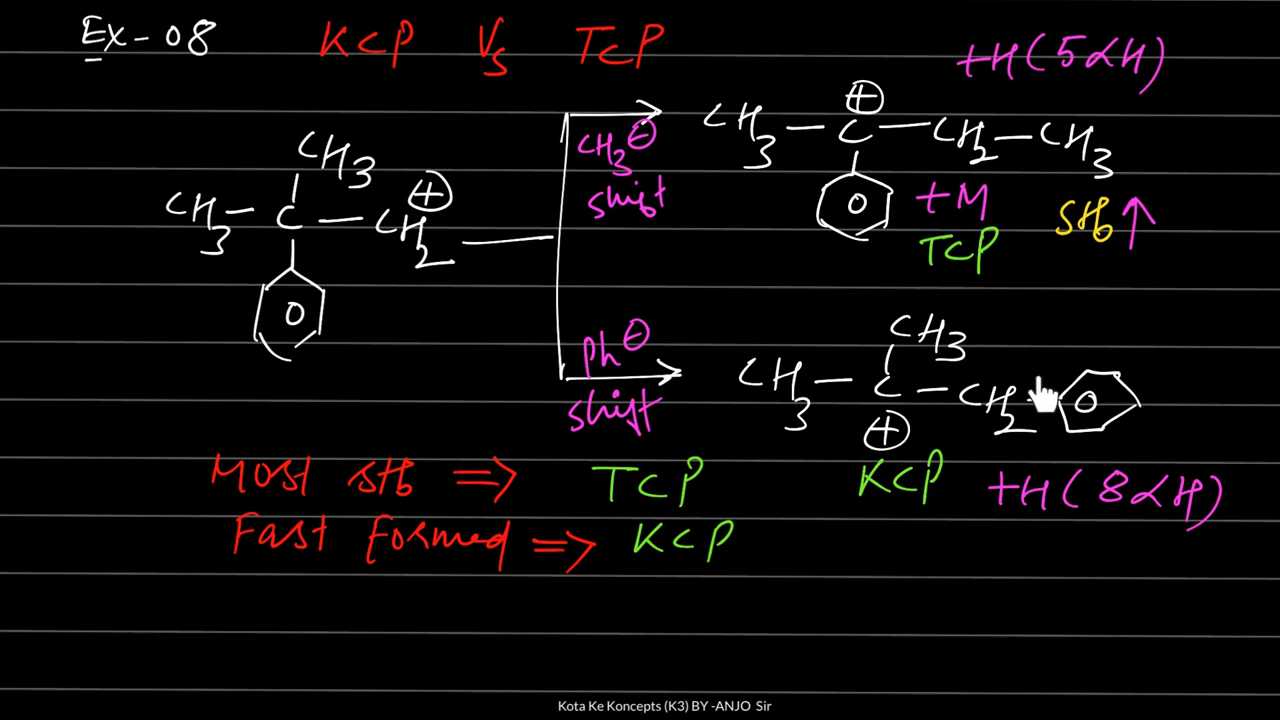 Ex-08 KCP Vs TCP
+H(5αH)
CH3 - C⊕ - CH2 - CH3
CH3⊖
shift
+M
TCP
Stb ↑
CH3
CH3 - C - CH2⊕
Ph⊖
shift
CH3
CH3 - C⊕ - CH2 -
KCP +H(8αH)
Most stb => TCP
Fast formed => KCP
Kota Ke Koncepts (K3) BY -ANJO Sir